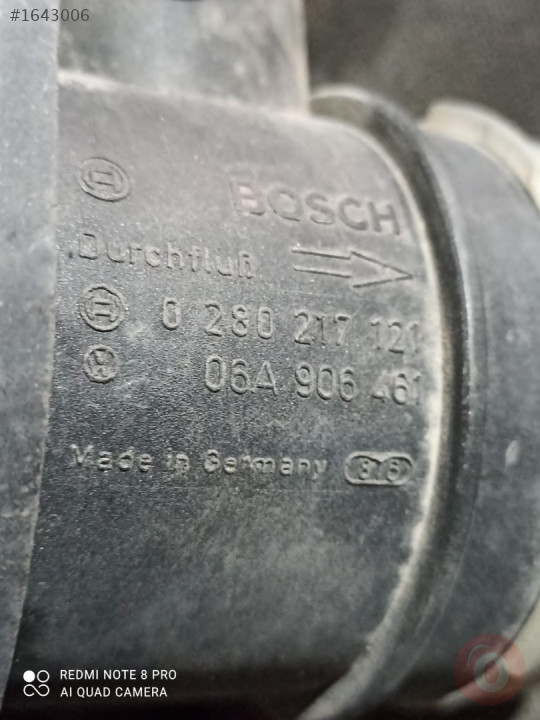 #1643006
BOSCH
Durchfluß
0 280 217 121
06A 906 461
Made in Germany 376
REDMI NOTE 8 PRO
AI QUAD CAMERA